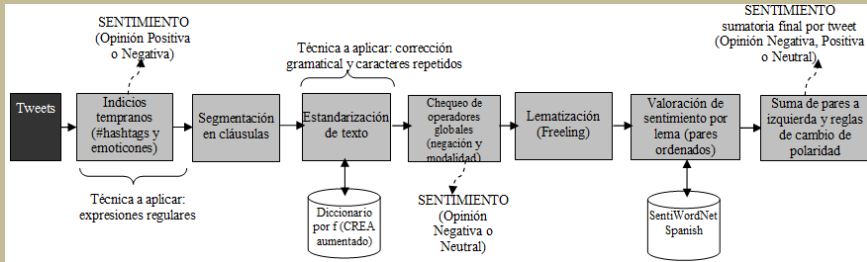 SENTIMIENTO
(Opinión Positiva
o Negativa)
Técnica a aplicar: corrección
gramatical y caracteres repetidos
SENTIMIENTO
sumatoria final por tweet
(Opinión Negativa, Positiva
o Neutral)
Tweets
Indicios
tempranos
(#hashtags y
emoticones)
Segmentación
en cláusulas
Estandarización
de texto
Chequeo de
operadores
globales
(negación y
modalidad)
Lematización
(Freeling)
Valoración de
sentimiento por
lema (pares
ordenados)
Suma de pares a
izquierda y reglas
de cambio de
polaridad
Técnica a aplicar:
expresiones regulares
Diccionario
por f (CREA
aumentado)
SENTIMIENTO
(Opinión
Negativa o
Neutral)
SentiWordNet
Spanish